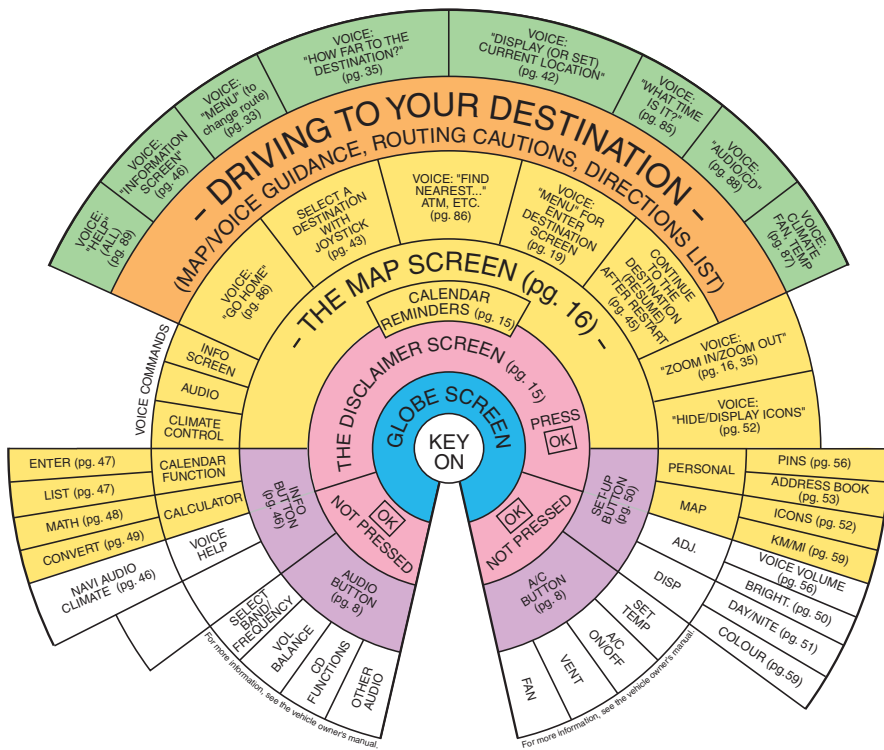 VOICE:
"HELP"
(ALL)
(pg. 89)
VOICE:
"INFORMATION
SCREEN"
(pg. 46)
VOICE:
"MENU" (to
change route)
(pg. 33)
VOICE:
"HOW FAR TO THE
DESTINATION?"
(pg. 35)
VOICE:
"DISPLAY (OR SET)
CURRENT LOCATION"
(pg. 42)
VOICE:
"WHAT TIME
IS IT?"
(pg. 85)
VOICE:
"AUDIO/CD"
(pg. 88)
VOICE:
CLIMATE
FAN, TEMP
(pg. 87)
- DRIVING TO YOUR DESTINATION -
(MAP/VOICE GUIDANCE, ROUTING CAUTIONS, DIRECTIONS LIST)
VOICE:
"GO HOME"
(pg. 86)
SELECT A
DESTINATION
WITH
JOYSTICK
(pg. 43)
VOICE: "FIND
NEAREST..."
ATM, ETC.
(pg. 86)
VOICE:
"MENU" FOR
ENTER
DESTINATION
SCREEN
(pg. 19)
CONTINUE
TO THE
DESTINATION
(RESUME)
AFTER RESTART
(pg. 45)
VOICE:
"ZOOM IN/ZOOM OUT"
(pg. 16, 35)
VOICE:
"HIDE/DISPLAY ICONS"
(pg. 52)
VOICE COMMANDS
INFO
SCREEN
AUDIO
CLIMATE
CONTROL
- THE MAP SCREEN (pg. 16) -
CALENDAR
REMINDERS (pg. 15)
THE DISCLAIMER SCREEN (pg. 15)
PRESS
OK
GLOBE SCREEN
KEY
ON
OK
NOT PRESSED
OK
NOT PRESSED
INFO
BUTTON
(pg. 46)
AUDIO
BUTTON
(pg. 8)
A/C
BUTTON
(pg. 8)
SET-UP
BUTTON
(pg. 50)
ENTER (pg. 47)
LIST (pg. 47)
MATH (pg. 48)
CONVERT (pg. 49)
NAVI AUDIO
CLIMATE (pg. 46)
CALENDAR
FUNCTION
CALCULATOR
VOICE
HELP
SELECT
BAND/
FREQUENCY
VOL
BALANCE
CD
FUNCTIONS
OTHER
AUDIO
For more information, see the vehicle owner's manual.
FAN
VENT
A/C
ON/OFF
SET
TEMP
For more information, see the vehicle owner's manual.
PERSONAL
MAP
ADJ.
DISP
PINS (pg. 56)
ADDRESS BOOK
(pg. 53)
ICONS (pg. 52)
KM/MI (pg. 59)
VOICE VOLUME
(pg. 56)
BRIGHT. (pg. 50)
DAY/NITE (pg. 51)
COLOUR (pg.59)